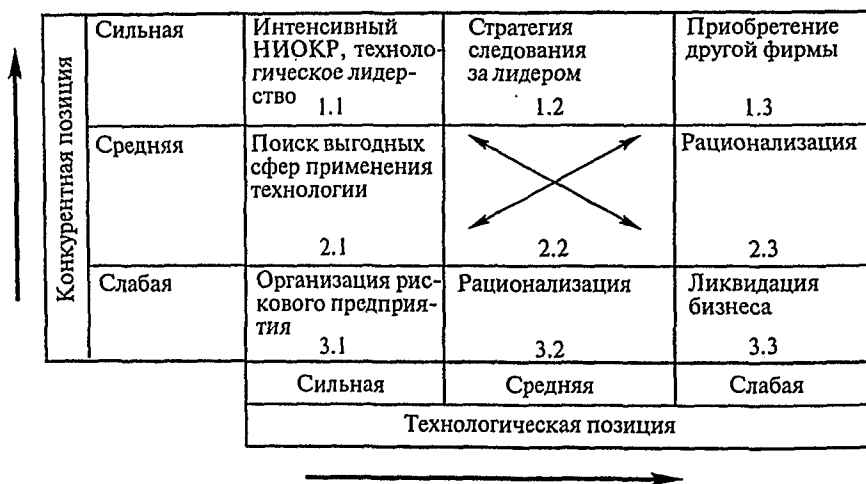 Конкурентная позиция
Сильная
Интенсивный
НИОКР, техноло-
гическое лидер-
ство
1.1
Стратегия
следования
за лидером
1.2
Приобретение
другой фирмы
1.3
Средняя
Поиск выгодных
сфер применения
технологии
2.1
2.2
Рационализация
2.3
Слабая
Организация рис-
кового предприя-
тия
3.1
Рационализация
3.2
Ликвидация
бизнеса
3.3
Сильная
Средняя
Слабая
Технологическая позиция